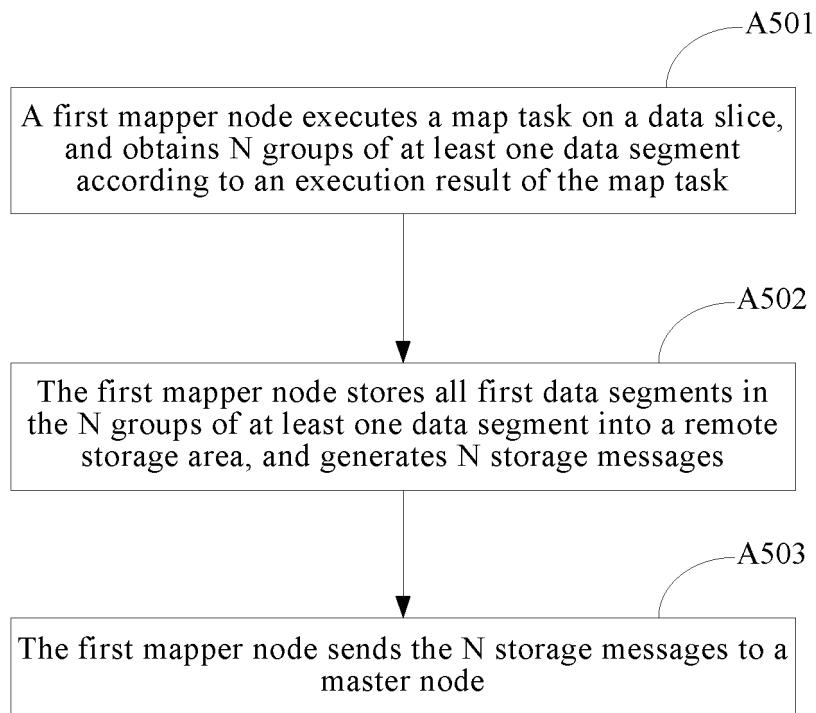 A501
A first mapper node executes a map task on a data slice,
and obtains N groups of at least one data segment
according to an execution result of the map task
A502
The first mapper node stores all first data segments in
the N groups of at least one data segment into a remote
storage area, and generates N storage messages
A503
The first mapper node sends the N storage messages to a
master node